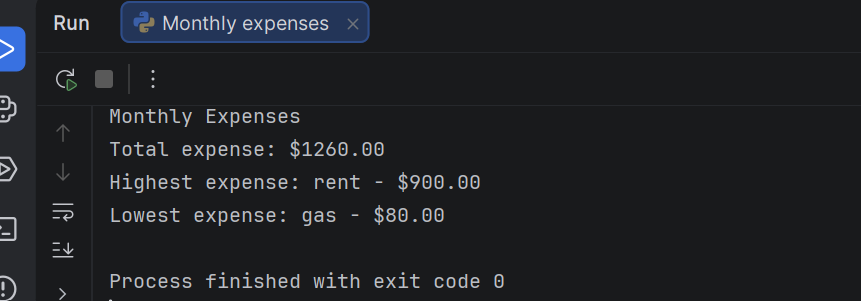 Run Monthly expenses
Monthly Expenses
Total expense: $1260.00
Highest expense: rent - $900.00
Lowest expense: gas - $80.00
Process finished with exit code 0